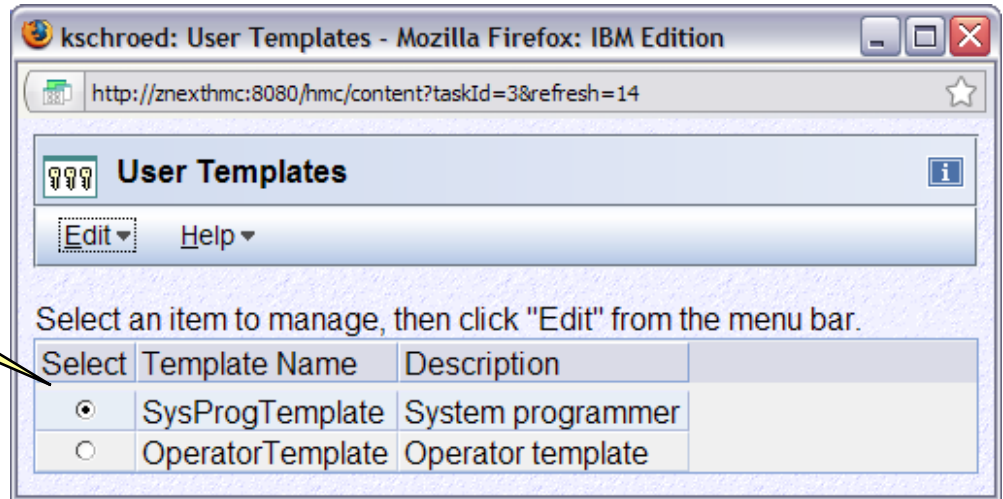 kschroed: User Templates - Mozilla Firefox: IBM Edition
http://znexthmc:8080/hmc/content?taskId=3&refresh=14
User Templates
Edit Help
Select an item to manage, then click "Edit" from the menu bar.
Select Template Name Description
SysProgTemplate System programmer
OperatorTemplate Operator template